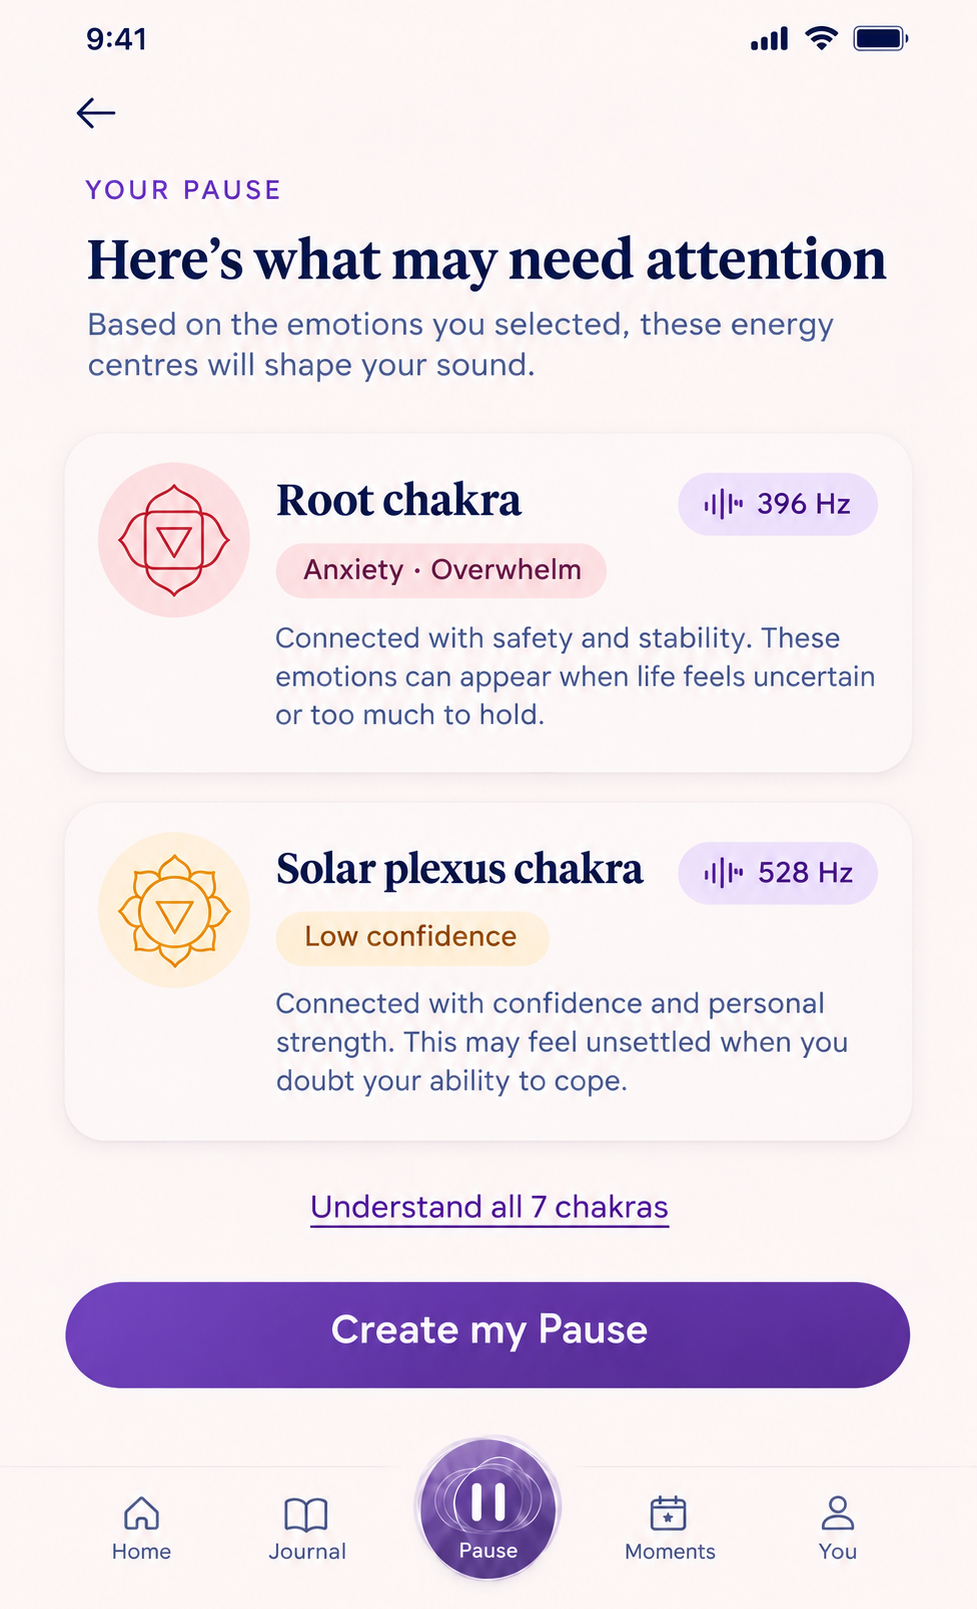 9:41
YOUR PAUSE
Here’s what may need attention
Based on the emotions you selected, these energy
centres will shape your sound.
Root chakra
396 Hz
Anxiety · Overwhelm
Connected with safety and stability. These
emotions can appear when life feels uncertain
or too much to hold.
Solar plexus chakra
528 Hz
Low confidence
Connected with confidence and personal
strength. This may feel unsettled when you
doubt your ability to cope.
Understand all 7 chakras
Create my Pause
Home
Journal
Pause
Moments
You